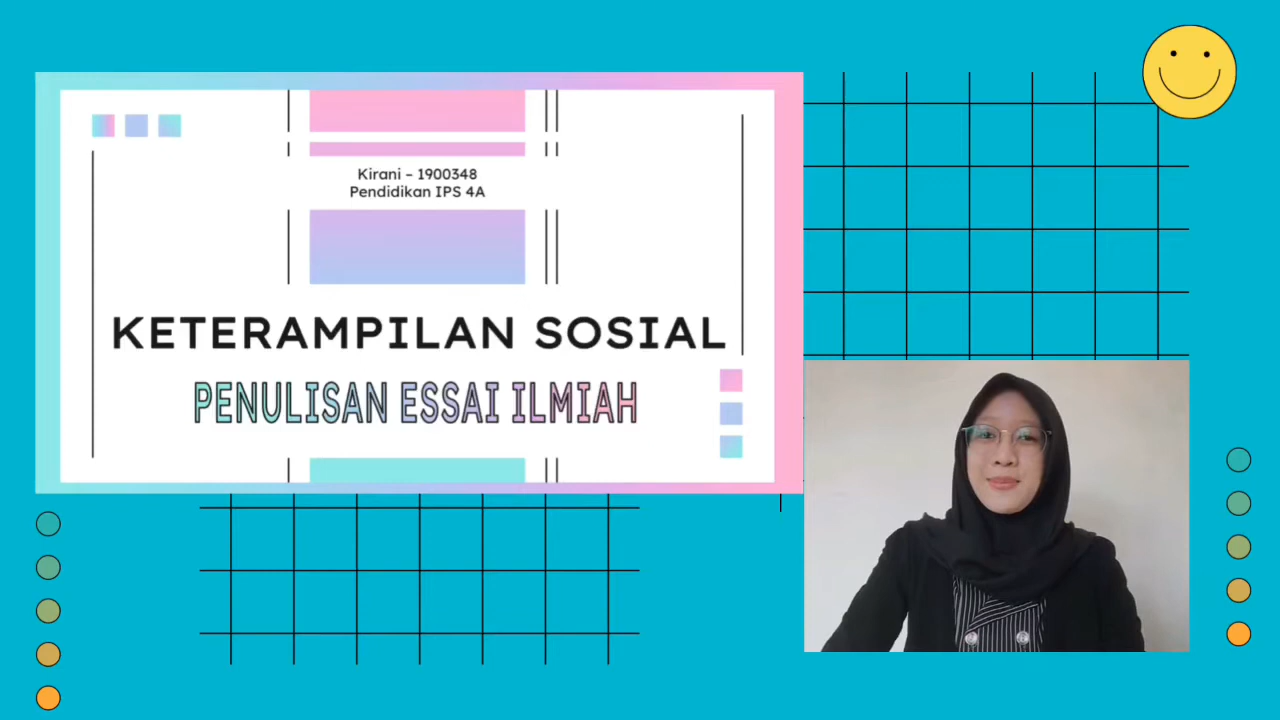 Kirani – 1900348
Pendidikan IPS 4A
KETERAMPILAN SOSIAL
PENULISAN ESSAI ILMIAH